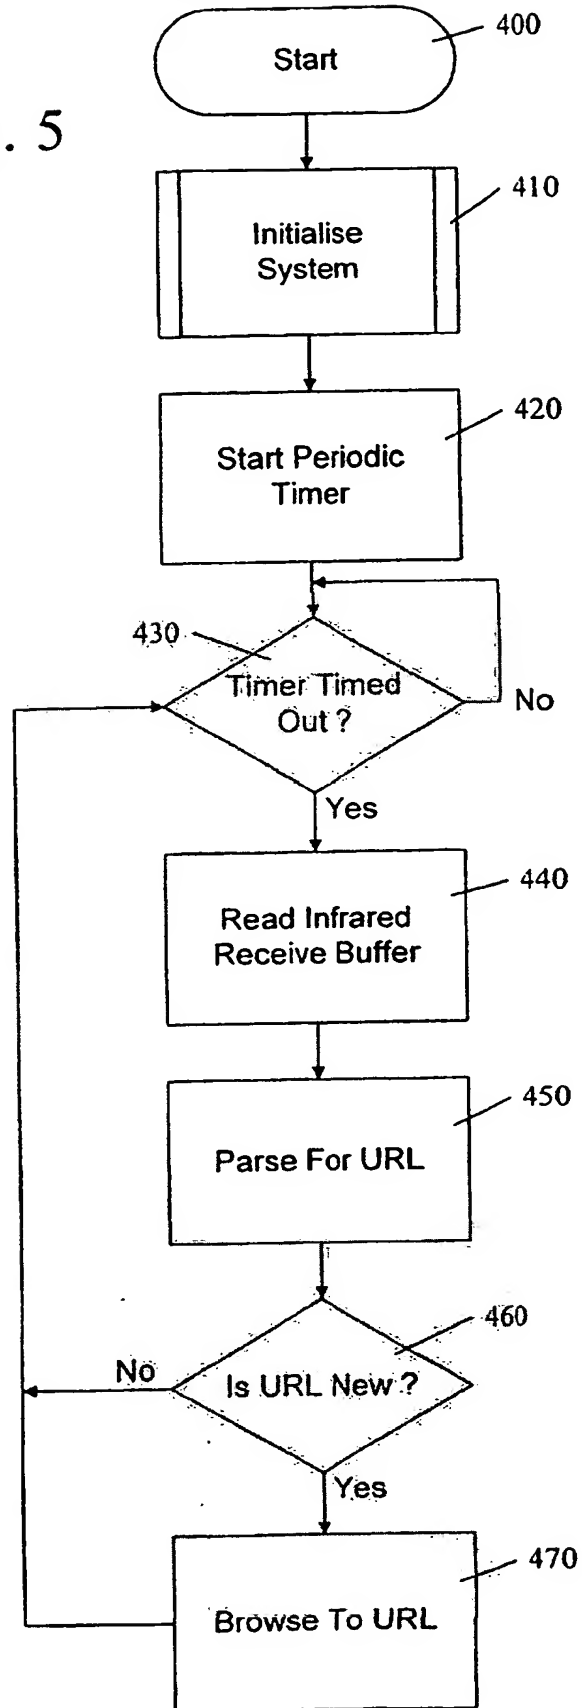 400
Start
. 5
410
Initialise
System
420
Start Periodic
Timer
430
Timer Timed
Out ?
No
Yes
440
Read Infrared
Receive Buffer
450
Parse For URL
460
No
Is URL New ?
Yes
470
Browse To URL